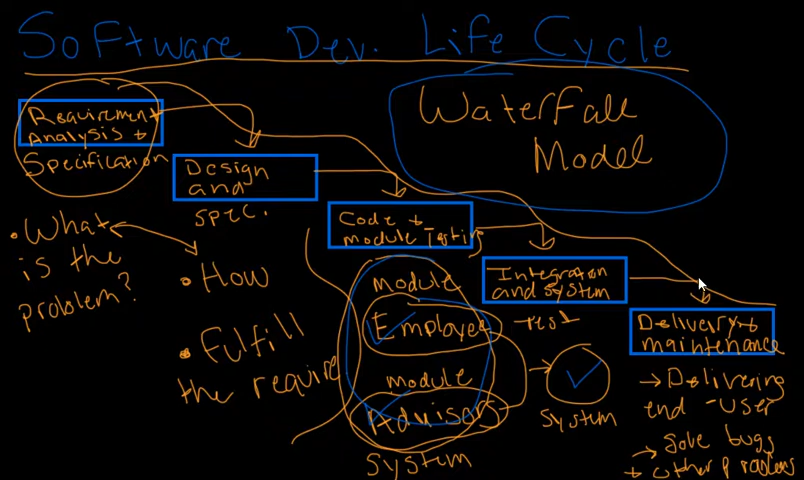 Software Dev. Life Cycle
Waterfall
Model
Requirement
Analysis +
Specification
Design
and
spec.
Code +
module Testing
Integration
and system
test
Delivery +
maintenance
• What
is the
problem?
• How
• Fulfill
the require
module
Employee
module
Advisor
System
System
→ Delivering
end-user
→ Solve bugs
+ other problems